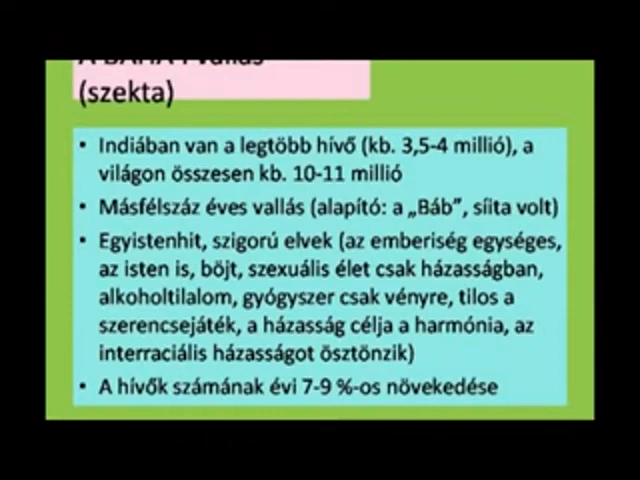 A BAHÁ'Í vallás
(szekta)
• Indiában van a legtöbb hívő (kb. 3,5-4 millió), a
világon összesen kb. 10-11 millió
• Másfélszáz éves vallás (alapító: a „Báb”, síita volt)
• Egyistenhit, szigorú elvek (az emberiség egységes,
az isten is, böjt, szexuális élet csak házasságban,
alkoholtilalom, gyógyszer csak vényre, tilos a
szerencsejáték, a házasság célja a harmónia, az
interraciális házasságot ösztönzik)
• A hívők számának évi 7-9 %-os növekedése